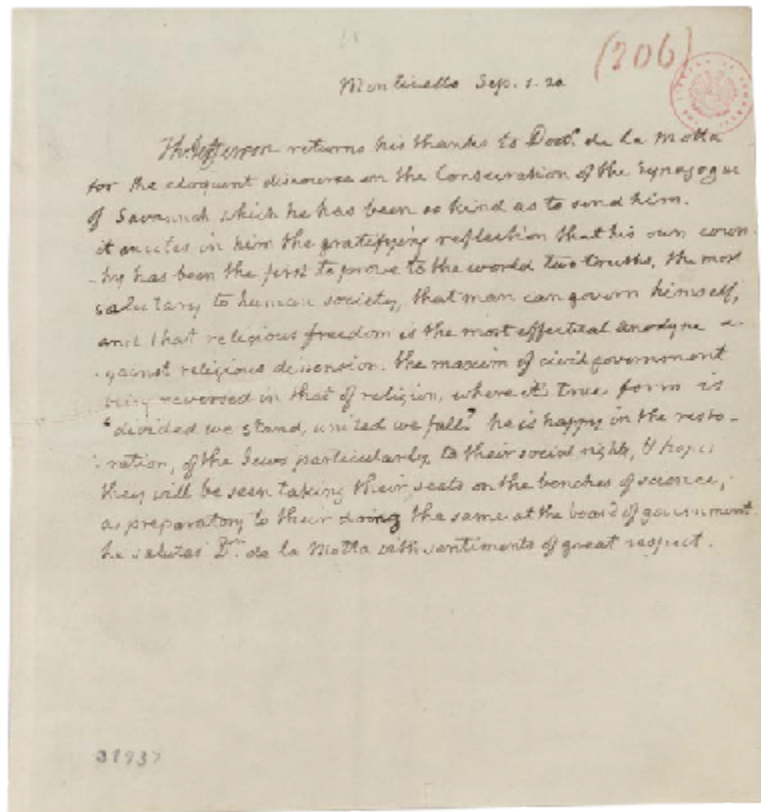 (206)
Monticello Sep. 1. 20
Th: Jefferson returns his thanks to Doctr. de la Motta
for the eloquent discourse on the Consecration of the Synagogue
of Savannah which he has been so kind as to send him.
it excites in him the gratifying reflection that his own coun-
-try has been the first to prove to the world two truths, the most
salutary to human society, that man can govern himself,
and that religious freedom is the most effectual anodyne a-
-gainst religious dissension: the maxim of civil government
being reversed in that of religion, where it's true form is
"divided we stand, united we fall." he is happy in the resto-
-ration, of the Jews particularly, to their social rights, & hopes
they will be seen taking their seats on the benches of science,
as preparatory to their doing the same at the board of government.
he salutes Dr. de la Motta with sentiments of great respect.
31937